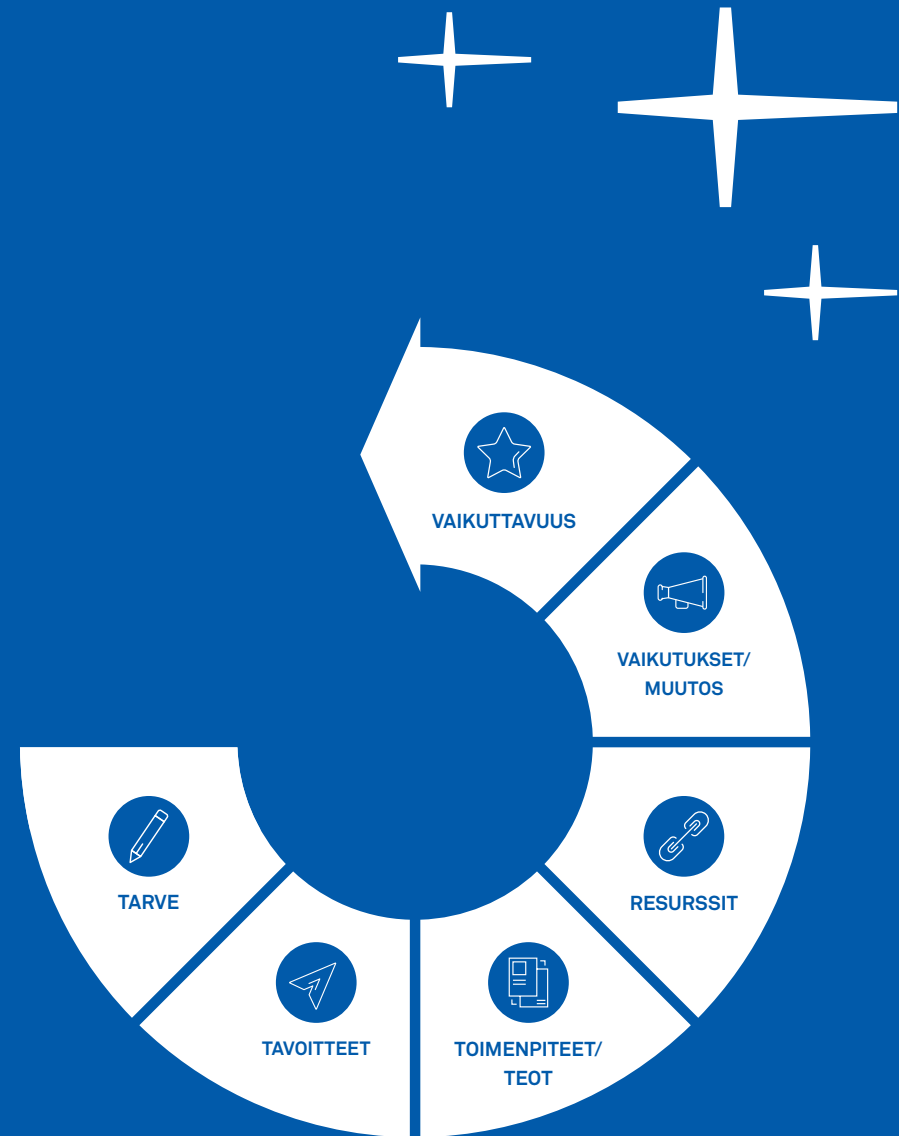 VAIKUTTAVUUS
VAIKUTUKSET/
MUUTOS
RESURSSIT
TOIMENPITEET/
TEOT
TAVOITTEET
TARVE